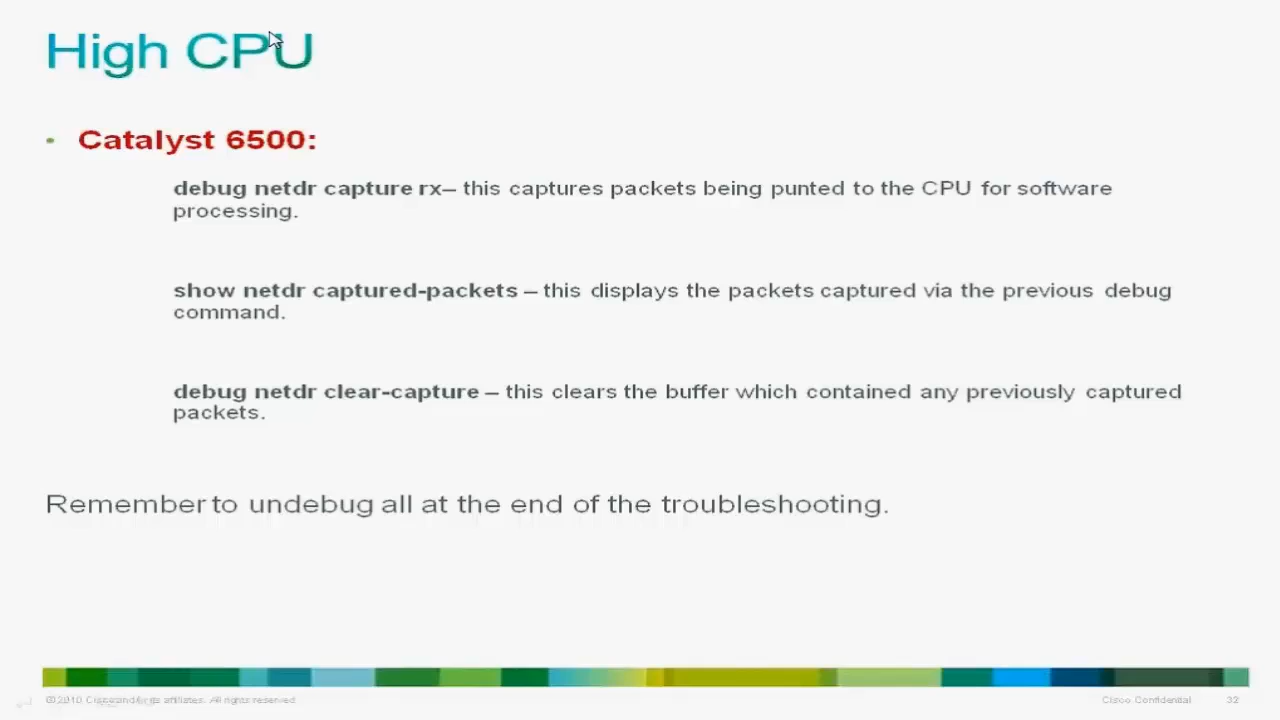 High CPU
• Catalyst 6500:
debug netdr capture rx– this captures packets being punted to the CPU for software
processing.
show netdr captured-packets – this displays the packets captured via the previous debug
command.
debug netdr clear-capture – this clears the buffer which contained any previously captured
packets.
Remember to undebug all at the end of the troubleshooting.
©2010 Cisco and/or its affiliates. All rights reserved.
Cisco Confidential
32